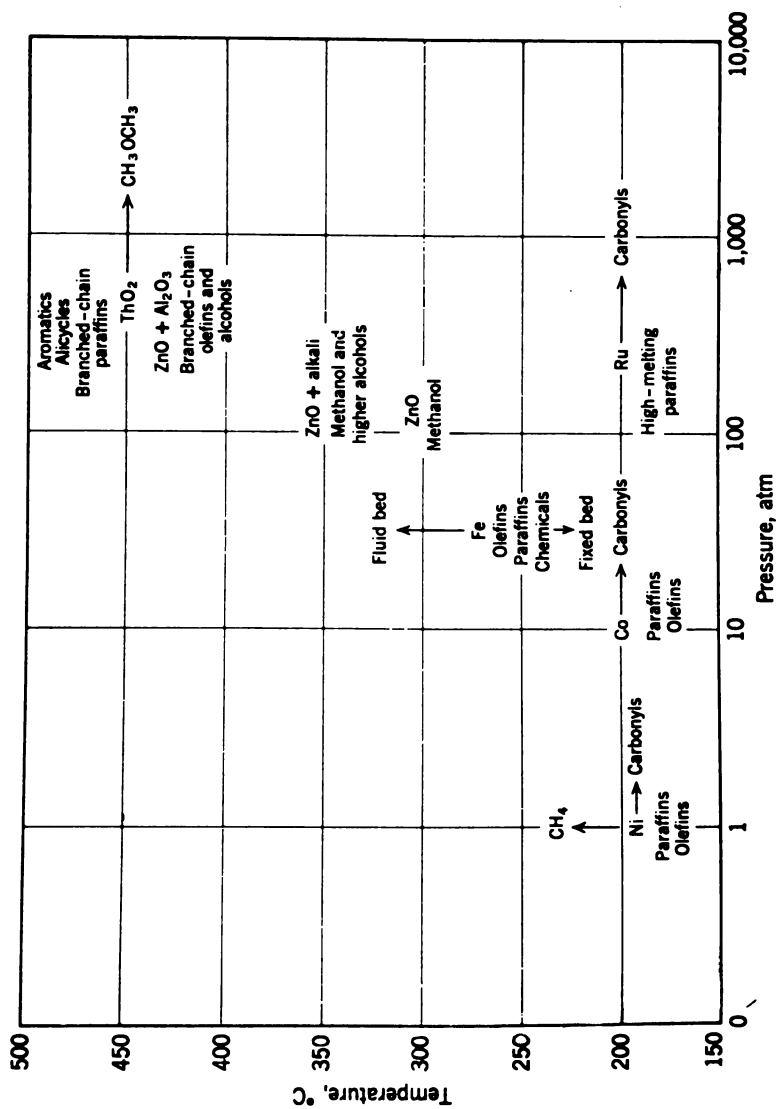 500
450
400
350
300
250
200
150
Temperature, °C
Aromatics
Alicycles
Branched-chain
paraffins
ThO₂ → CH₃OCH₃
ZnO + Al₂O₃
Branched-chain
olefins and
alcohols
ZnO + alkali
Methanol and
higher alcohols
ZnO
Methanol
Fluid bed
Fe
Olefins
Paraffins
Chemicals
Fixed bed
CH₄
Ni → Carbonyls
Paraffins
Olefins
Co → Carbonyls
Paraffins
Olefins
Ru → Carbonyls
High-melting
paraffins
0
1
10
100
1,000
10,000
Pressure, atm